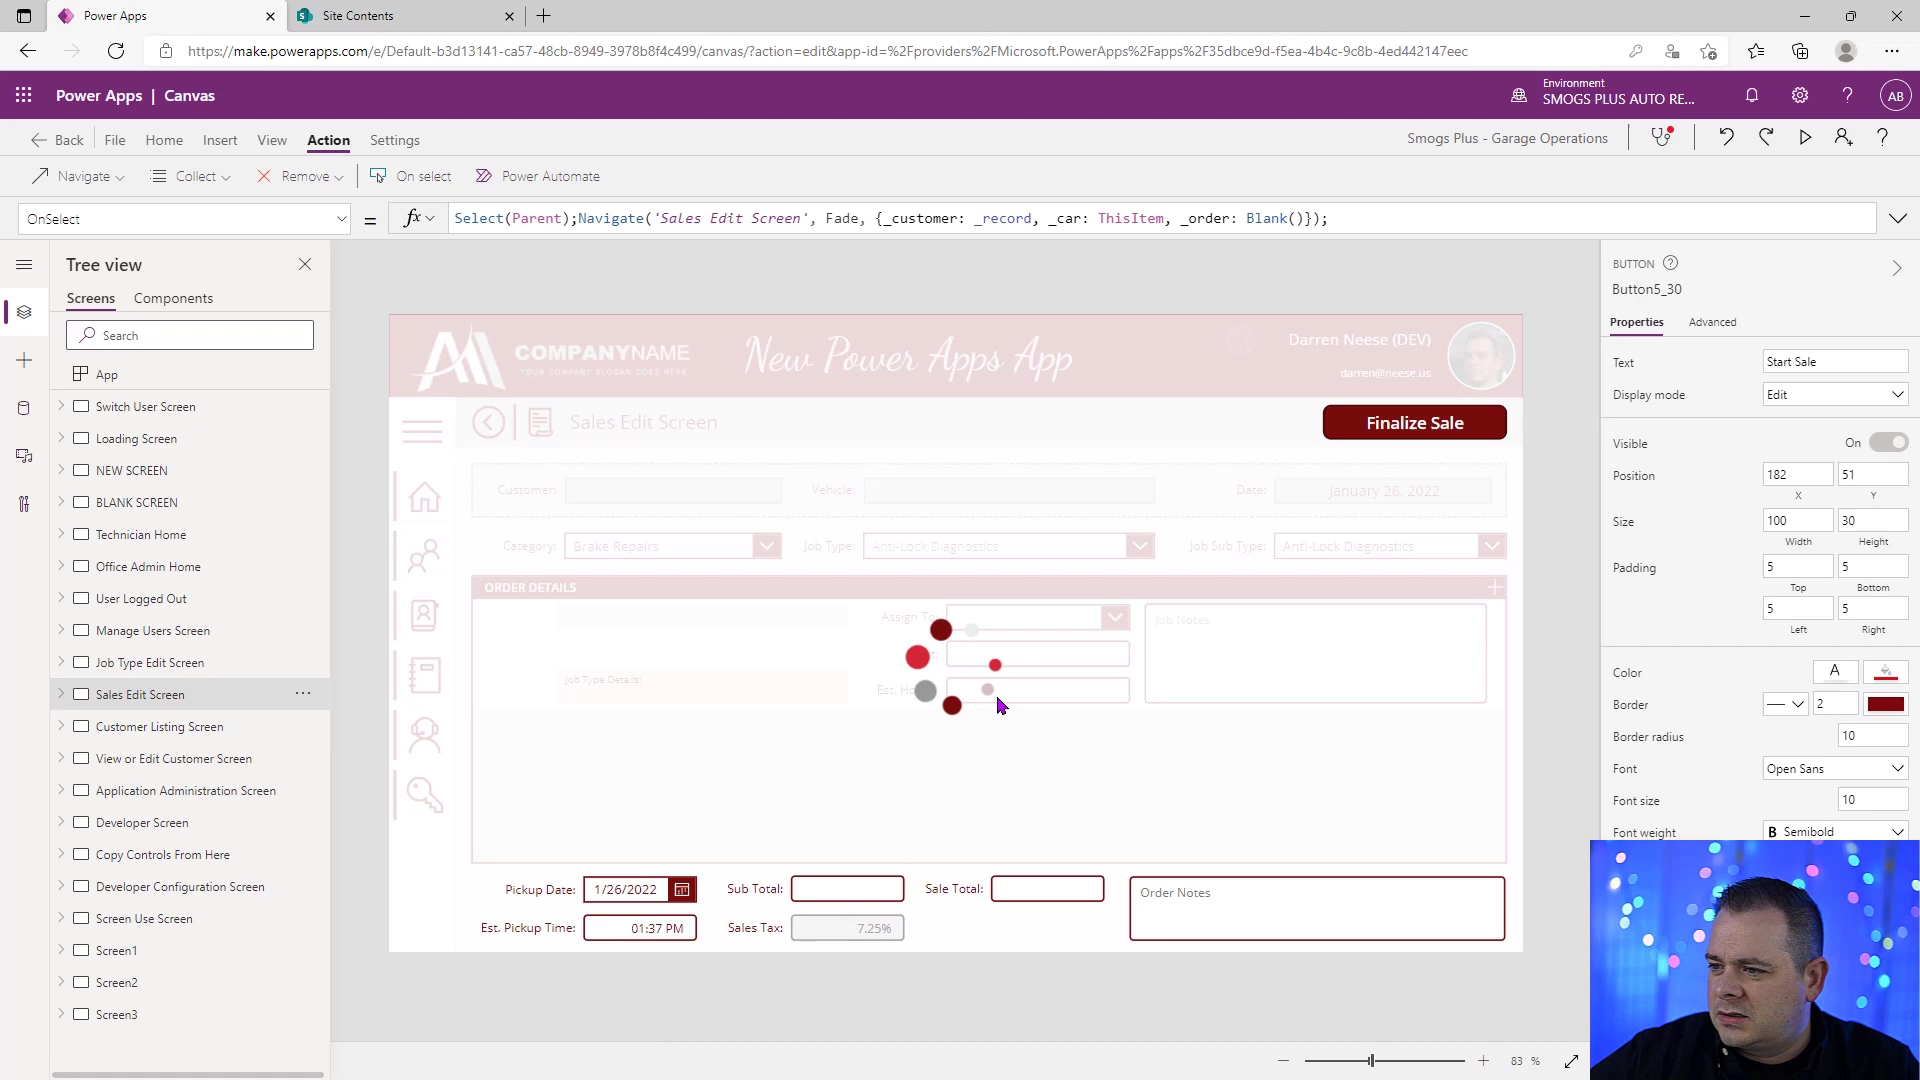 Power Apps
Site Contents
https://make.powerapps.com/e/Default-b3d13141-ca57-48cb-8949-3978b8f4c499/canvas/?action=edit&app-id=%2Fproviders%2FMicrosoft.PowerApps%2Fapps%2F35dbce9d-f5ea-4b4c-9c8b-4ed442147eec
Power Apps | Canvas
Environment
SMOGS PLUS AUTO RE...
AB
Back
File
Home
Insert
View
Action
Settings
Smogs Plus - Garage Operations
Navigate
Collect
Remove
On select
Power Automate
OnSelect
=
fx
Select(Parent);Navigate('Sales Edit Screen', Fade, {_customer: _record, _car: ThisItem, _order: Blank()});
Tree view
Screens
Components
Search
App
Switch User Screen
Loading Screen
NEW SCREEN
BLANK SCREEN
Technician Home
Office Admin Home
User Logged Out
Manage Users Screen
Job Type Edit Screen
Sales Edit Screen
Customer Listing Screen
View or Edit Customer Screen
Application Administration Screen
Developer Screen
Copy Controls From Here
Developer Configuration Screen
Screen Use Screen
Screen1
Screen2
Screen3
COMPANYNAME
YOUR COMPANY SLOGAN GOES HERE
New Power Apps App
Darren Neese (DEV)
darren@neese.us
Sales Edit Screen
Finalize Sale
Customer:
Vehicle:
Date:
January 26, 2022
Category:
Brake Repairs
Job Type:
Anti-Lock Diagnostics
Job Sub Type:
Anti-Lock Diagnostics
ORDER DETAILS
Assign To
Job Notes
Job Type Details:
Est. Ho
Pickup Date:
1/26/2022
Sub Total:
Sale Total:
Order Notes
Est. Pickup Time:
01:37 PM
Sales Tax:
7.25%
BUTTON
Button5_30
Properties
Advanced
Text
Start Sale
Display mode
Edit
Visible
On
Position
182
51
X
Y
Size
100
30
Width
Height
Padding
5
5
Top
Bottom
5
5
Left
Right
Color
A
Border
2
Border radius
10
Font
Open Sans
Font size
10
Font weight
B Semibold
83 %